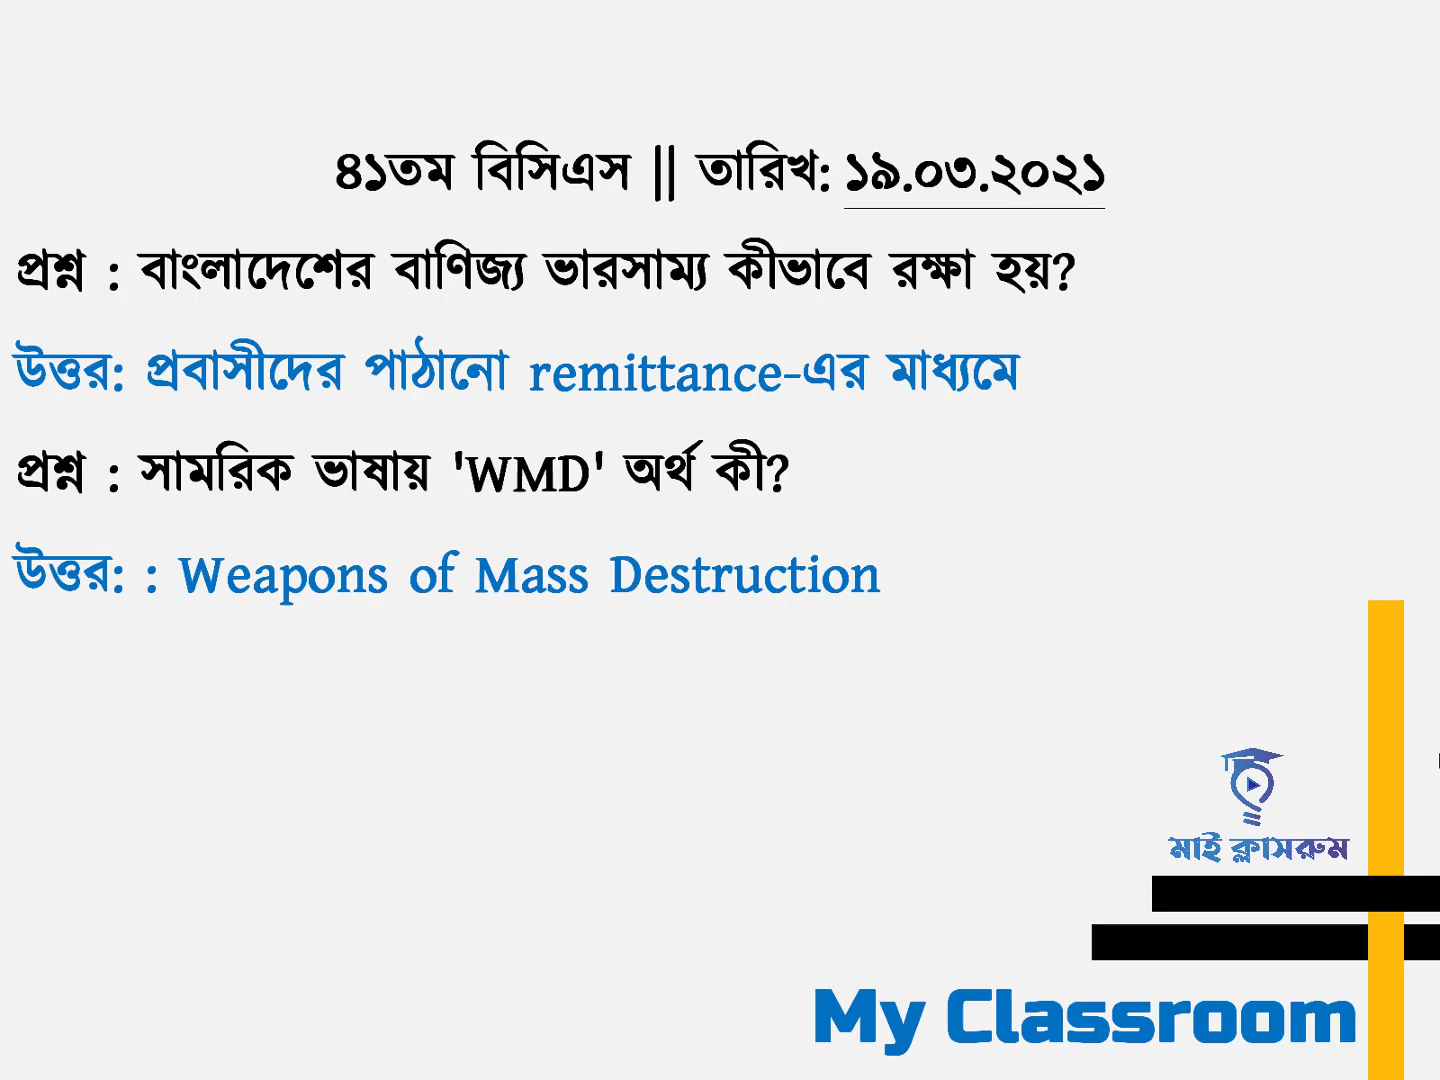 ৪১তম বিসিএস || তারিখ: ১৯.০৩.২০২১
প্রশ্ন : বাংলাদেশের বাণিজ্য ভারসাম্য কীভাবে রক্ষা হয়?
উত্তর: প্রবাসীদের পাঠানো remittance-এর মাধ্যমে
প্রশ্ন : সামরিক ভাষায় 'WMD' অর্থ কী?
উত্তর: : Weapons of Mass Destruction
মাই ক্লাসরুম
My Classroom